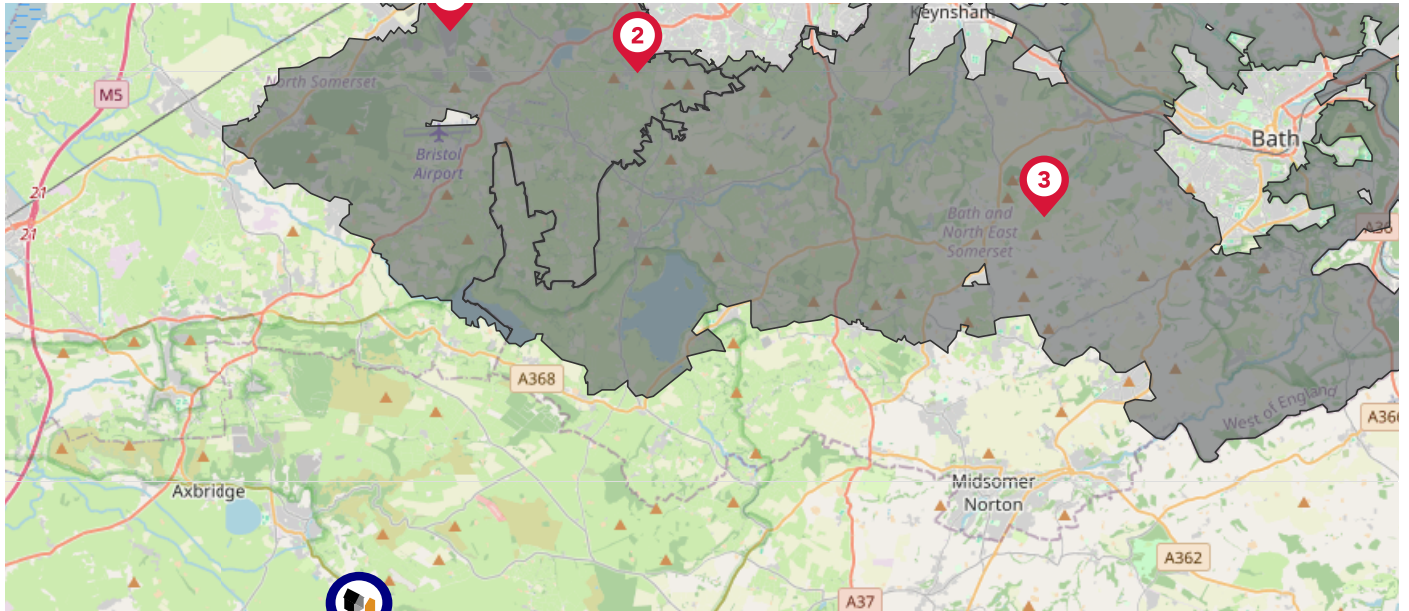 Keynsham
2
North Somerset
M5
Bristol
Airport
Bath
3
21
21
Bath and
North East
Somerset
A36
A368
West of England
A366
Axbridge
Midsomer
Norton
A362
A37